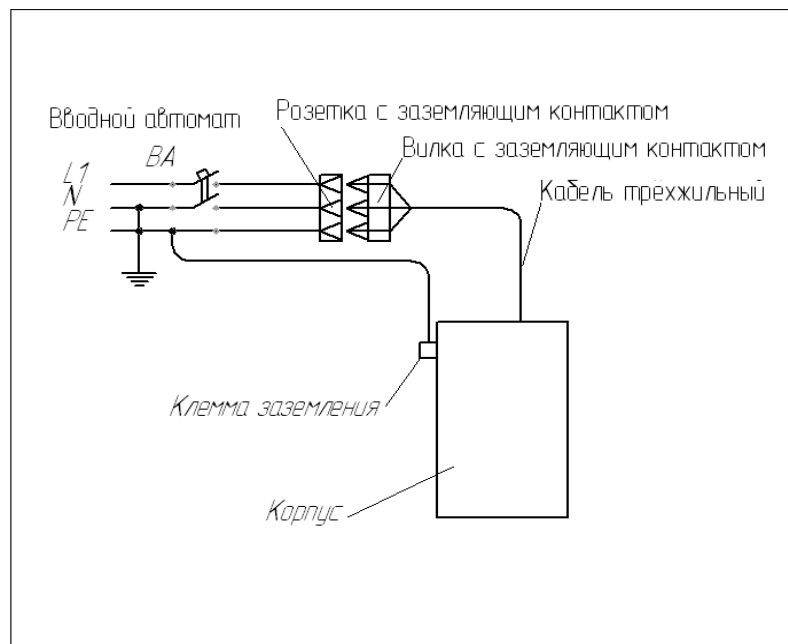 Розетка с заземляющим контактом
Вводной автомат
Вилка с заземляющим контактом
ВА
L1
N
PE
Кабель трёхжильный
Клемма заземления
Корпус